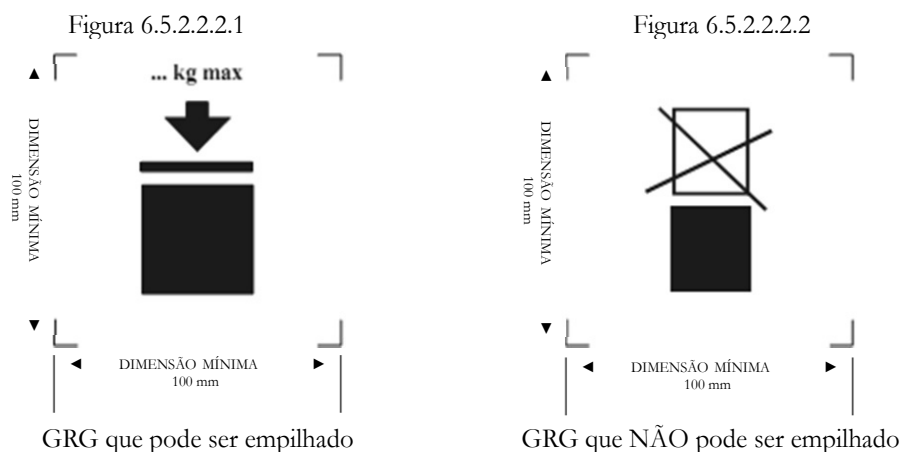 Figura 6.5.2.2.2.1
... kg max
DIMENSÃO MÍNIMA
100 mm
DIMENSÃO MÍNIMA
100 mm
GRG que pode ser empilhado
Figura 6.5.2.2.2.2
DIMENSÃO MÍNIMA
100 mm
DIMENSÃO MÍNIMA
100 mm
GRG que NÃO pode ser empilhado